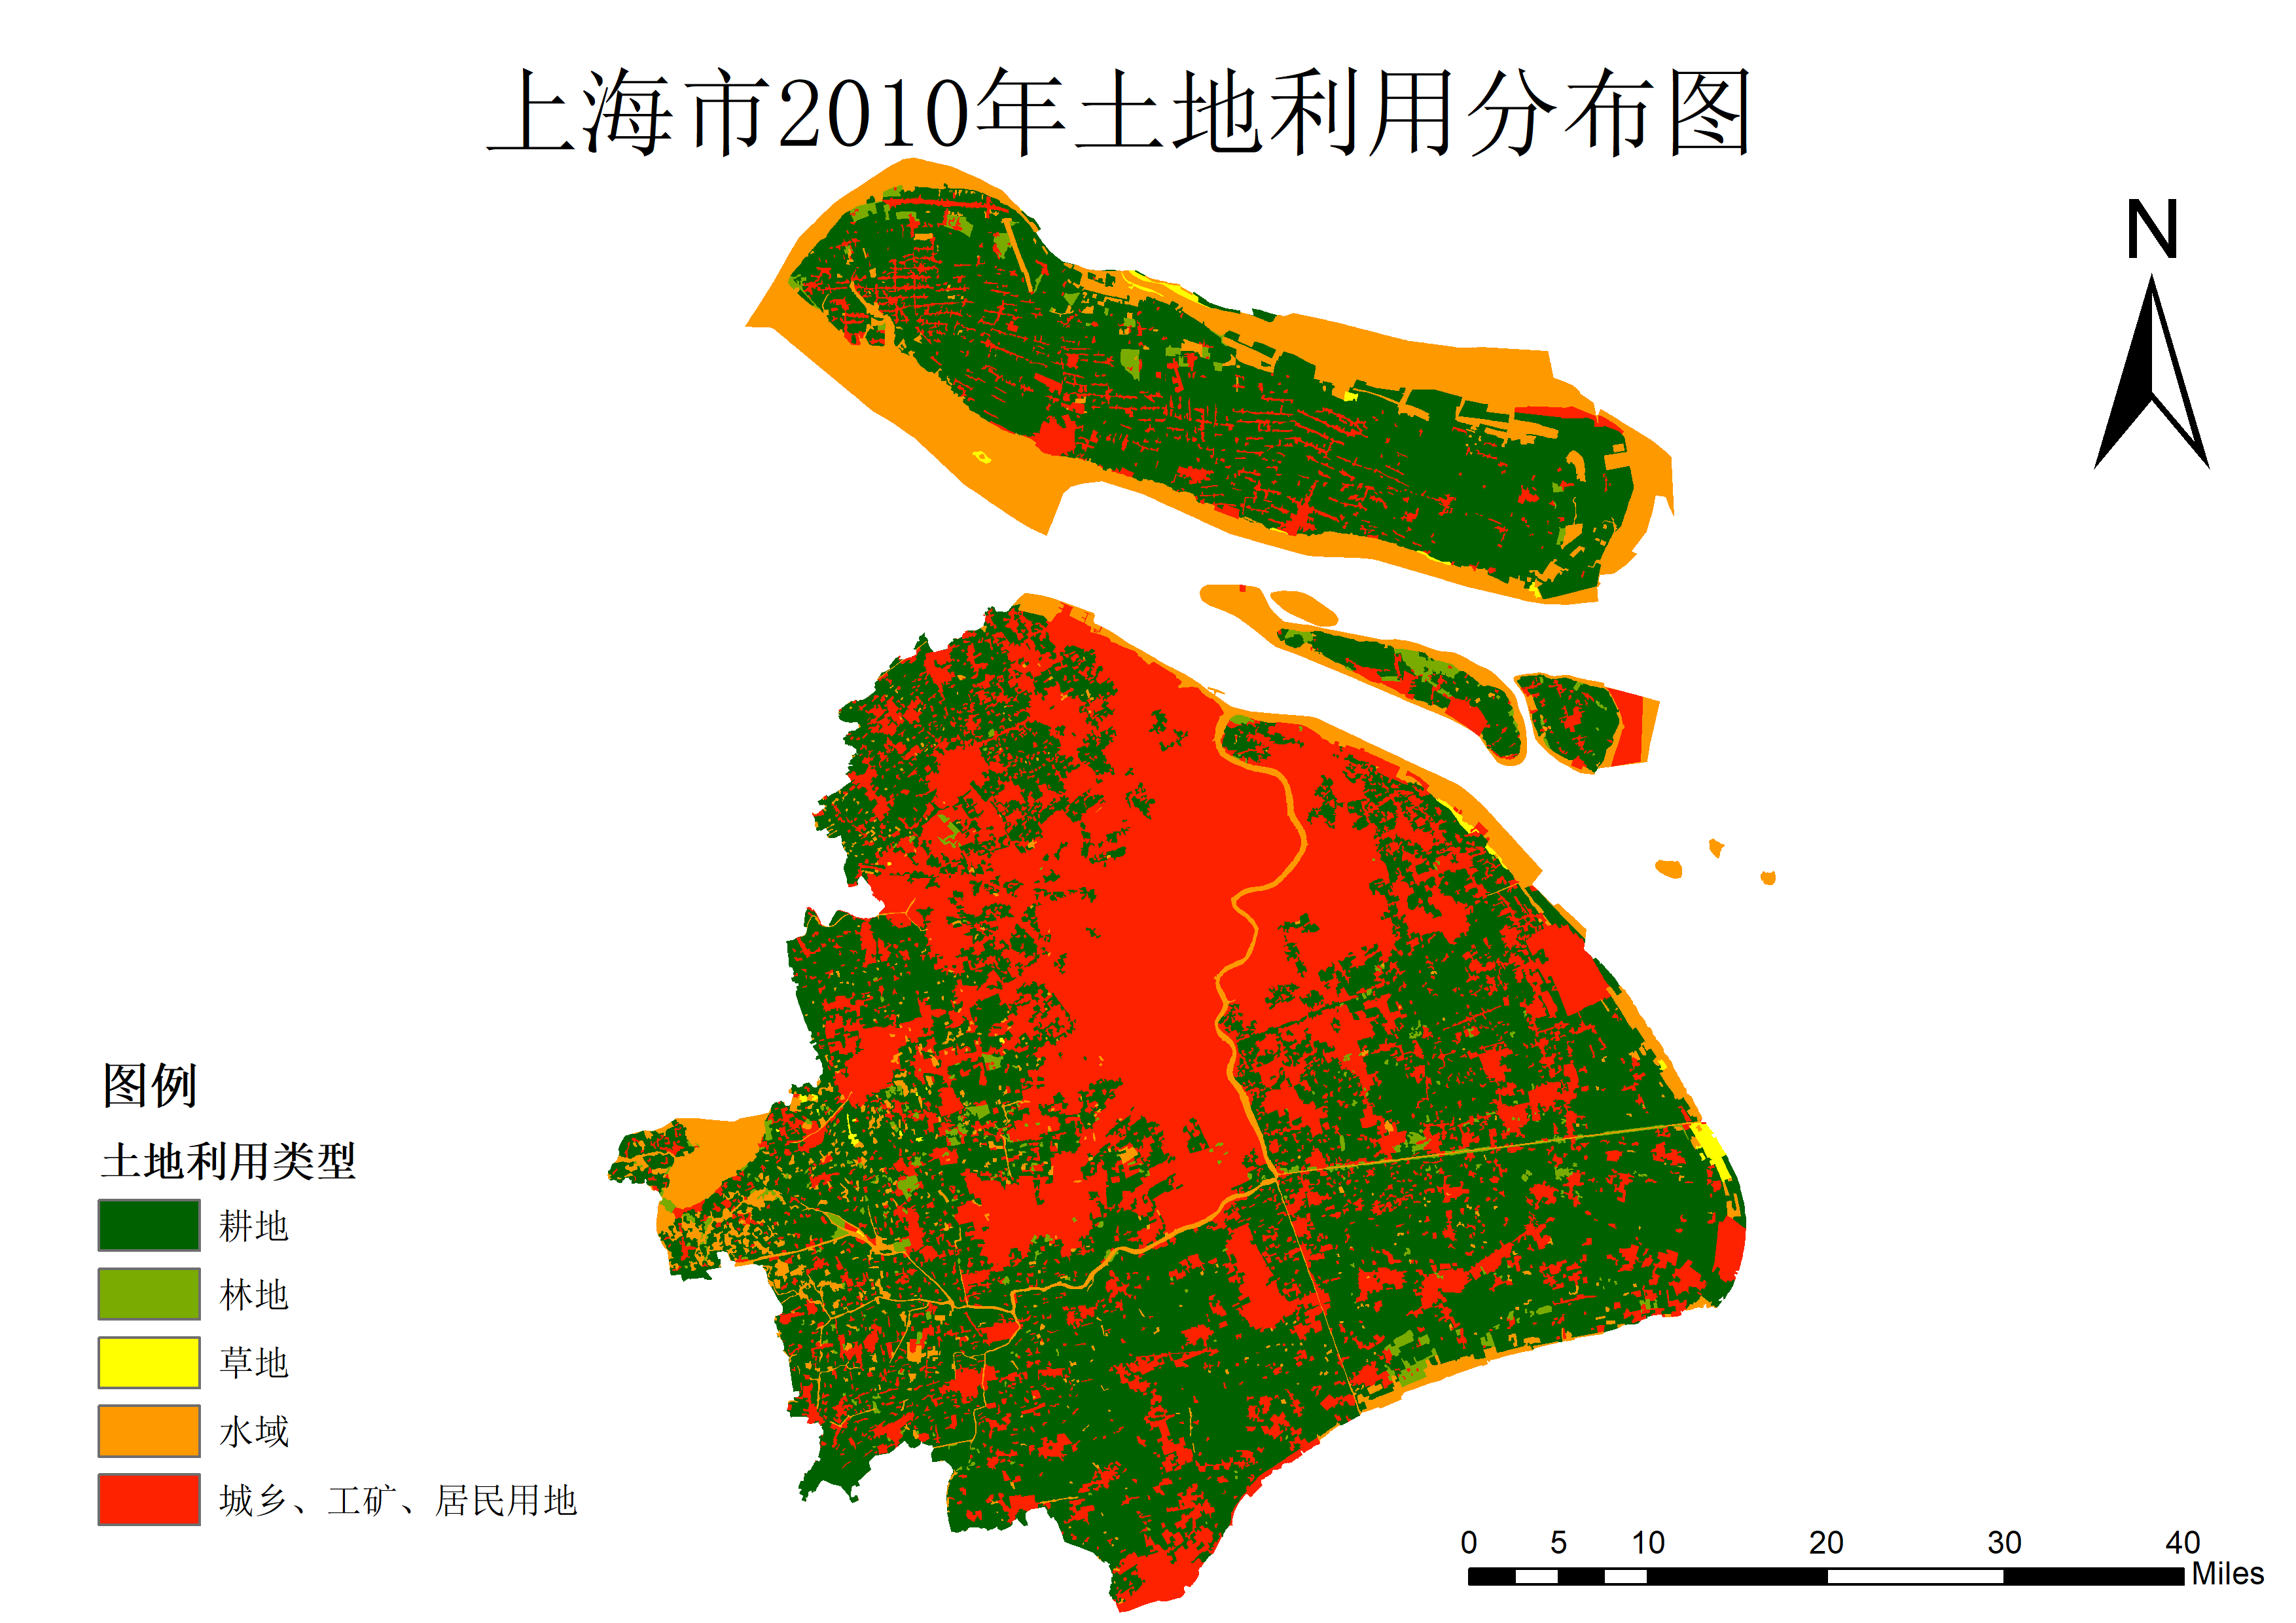 上海市2010年土地利用分布图
N
图例
土地利用类型
耕地
林地
草地
水域
城乡、工矿、居民用地
0 5 10 20 30 40
Miles